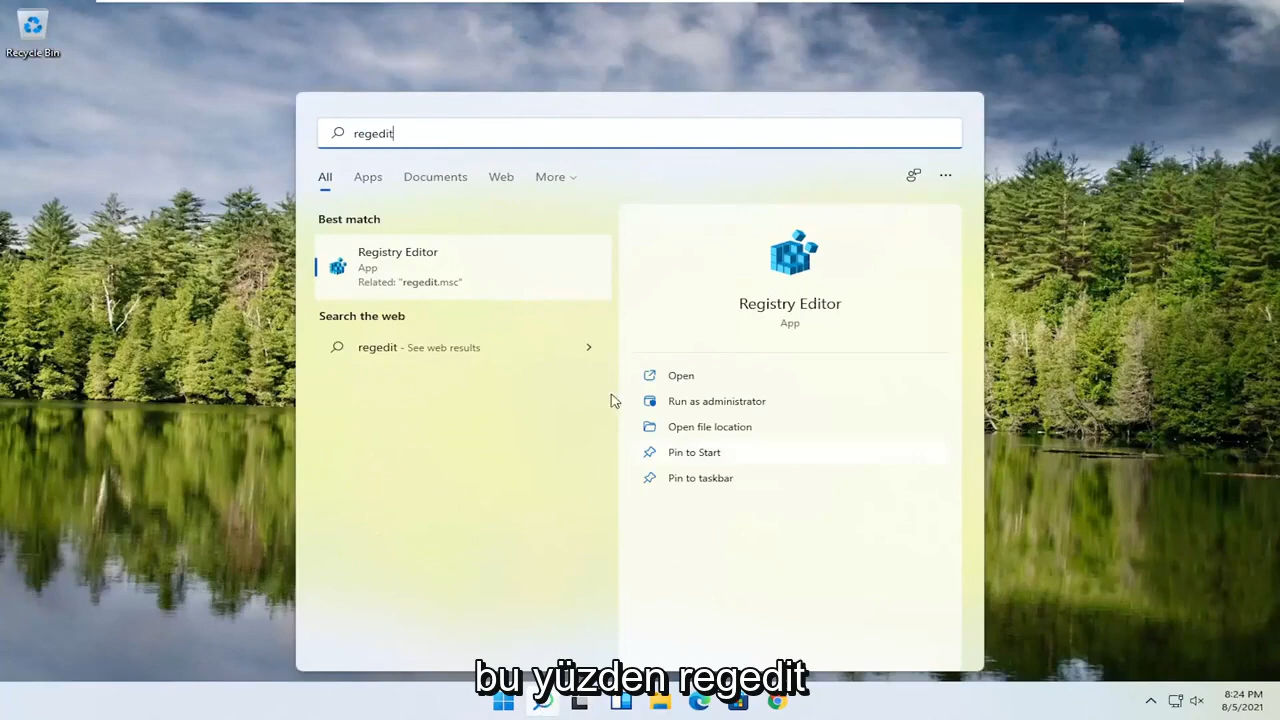 Recycle Bin
regedit
All Apps Documents Web More
Best match
Registry Editor
App
Related: "regedit.msc"
Search the web
regedit - See web results
Registry Editor
App
Open
Run as administrator
Open file location
Pin to Start
Pin to taskbar
bu yüzden regedit
8:24 PM
8/5/2021